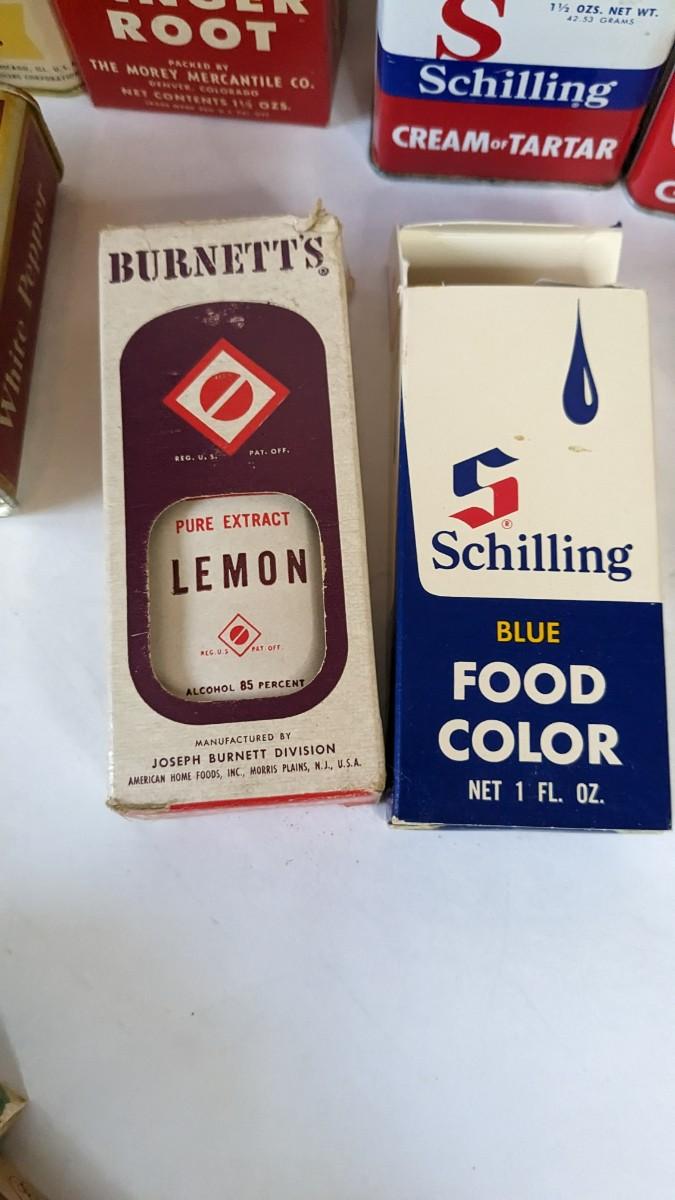 ROOT
PACKED BY
THE MOREY MERCANTILE CO.
DENVER, COLORADO
NET CONTENTS 1¼ OZS.
S
1½ OZS. NET WT.
42.53 GRAMS
Schilling
CREAM OF TARTAR
White Pepper
BURNETT'S®
REG. U. S. PAT. OFF.
PURE EXTRACT
LEMON
REG. U.S. PAT. OFF.
ALCOHOL 85 PERCENT
MANUFACTURED BY
JOSEPH BURNETT DIVISION
AMERICAN HOME FOODS, INC., MORRIS PLAINS, N.J., U.S.A.
S®
Schilling
BLUE
FOOD
COLOR
NET 1 FL. OZ.